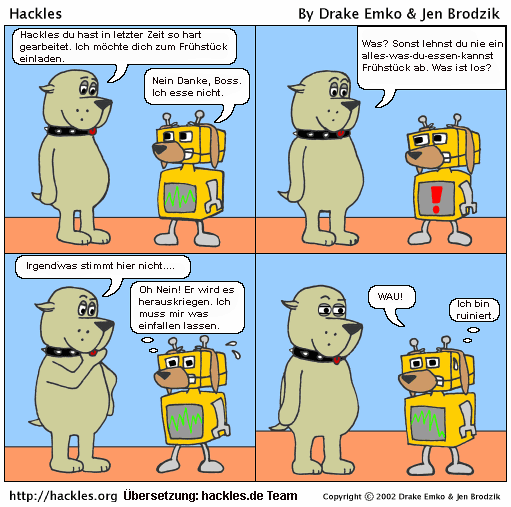 Hackles
By Drake Emko & Jen Brodzik
Hackles du hast in letzter Zeit so hart
gearbeitet. Ich möchte dich zum Frühstück
einladen.
Nein Danke, Boss.
Ich esse nicht.
Was? Sonst lehnst du nie ein
alles-was-du-essen-kannst
Frühstück ab. Was ist los?
!
Irgendwas stimmt hier nicht....
Oh Nein! Er wird es
herauskriegen. Ich
muss mir was
einfallen lassen.
WAU!
Ich bin
ruiniert.
http://hackles.org Übersetzung: hackles.de Team
Copyright © 2002 Drake Emko & Jen Brodzik